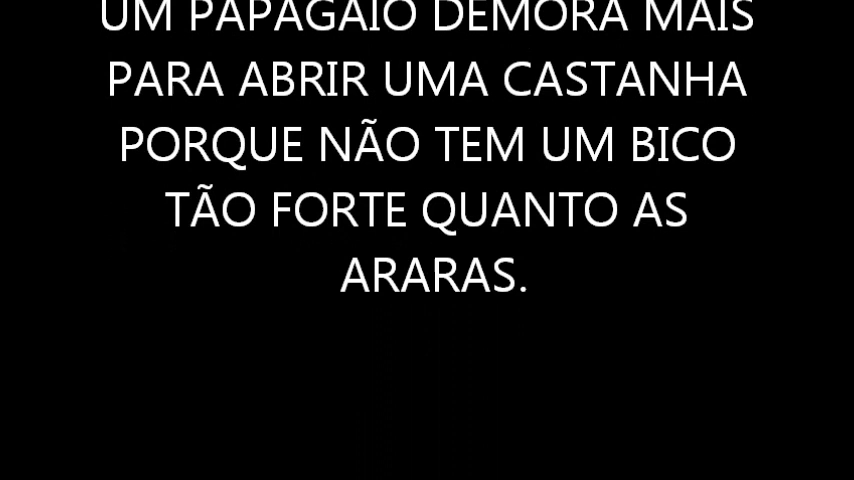 UM PAPAGAIO DEMORA MAIS
PARA ABRIR UMA CASTANHA
PORQUE NÃO TEM UM BICO
TÃO FORTE QUANTO AS
ARARAS.